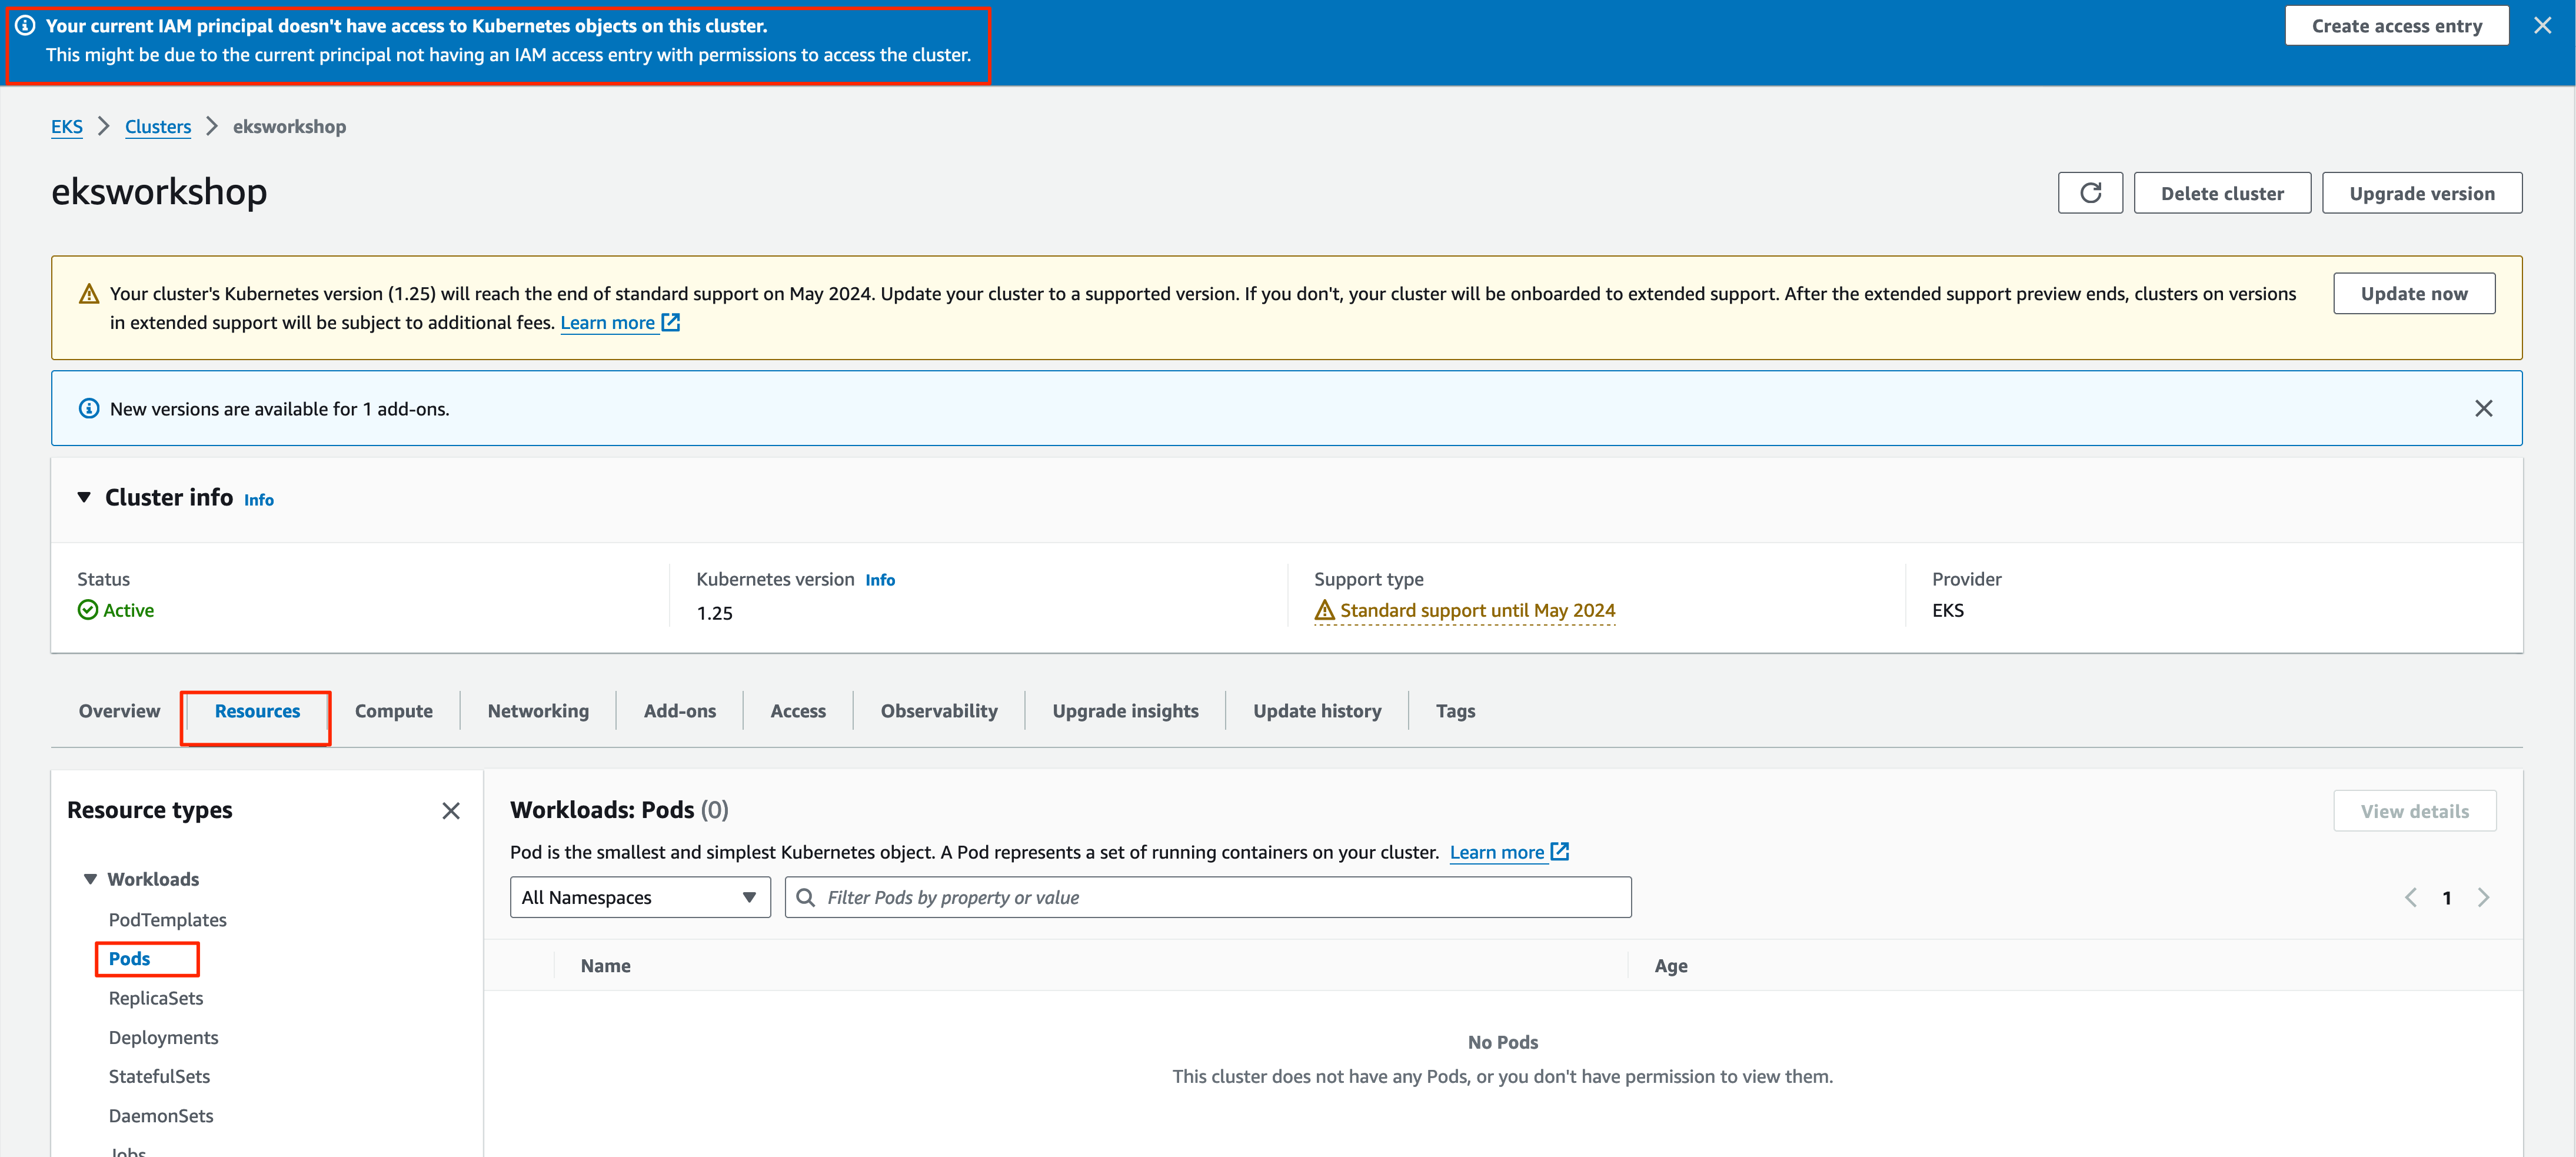 Your current IAM principal doesn't have access to Kubernetes objects on this cluster.
This might be due to the current principal not having an IAM access entry with permissions to access the cluster.
Create access entry
EKS
Clusters
eksworkshop
eksworkshop
Delete cluster
Upgrade version
Your cluster's Kubernetes version (1.25) will reach the end of standard support on May 2024. Update your cluster to a supported version. If you don't, your cluster will be onboarded to extended support. After the extended support preview ends, clusters on versions
in extended support will be subject to additional fees. Learn more
Update now
New versions are available for 1 add-ons.
Cluster info Info
Status
Active
Kubernetes version Info
1.25
Support type
Standard support until May 2024
Provider
EKS
Overview
Resources
Compute
Networking
Add-ons
Access
Observability
Upgrade insights
Update history
Tags
Resource types
Workloads
PodTemplates
Pods
ReplicaSets
Deployments
StatefulSets
DaemonSets
Jobs
Workloads: Pods (0)
View details
Pod is the smallest and simplest Kubernetes object. A Pod represents a set of running containers on your cluster. Learn more
All Namespaces
Filter Pods by property or value
1
Name
Age
No Pods
This cluster does not have any Pods, or you don't have permission to view them.